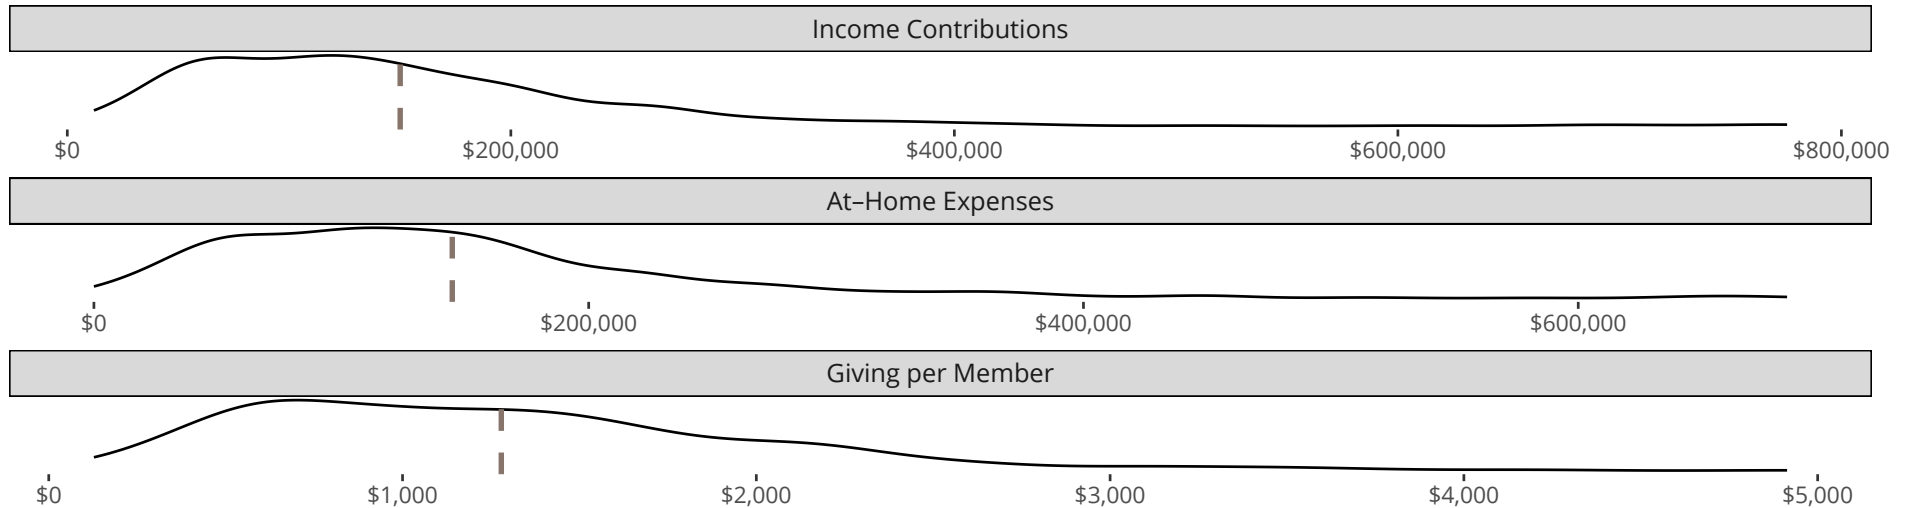 Income Contributions
$0 $200,000 $400,000 $600,000 $800,000
At–Home Expenses
$0 $200,000 $400,000 $600,000
Giving per Member
$0 $1,000 $2,000 $3,000 $4,000 $5,000